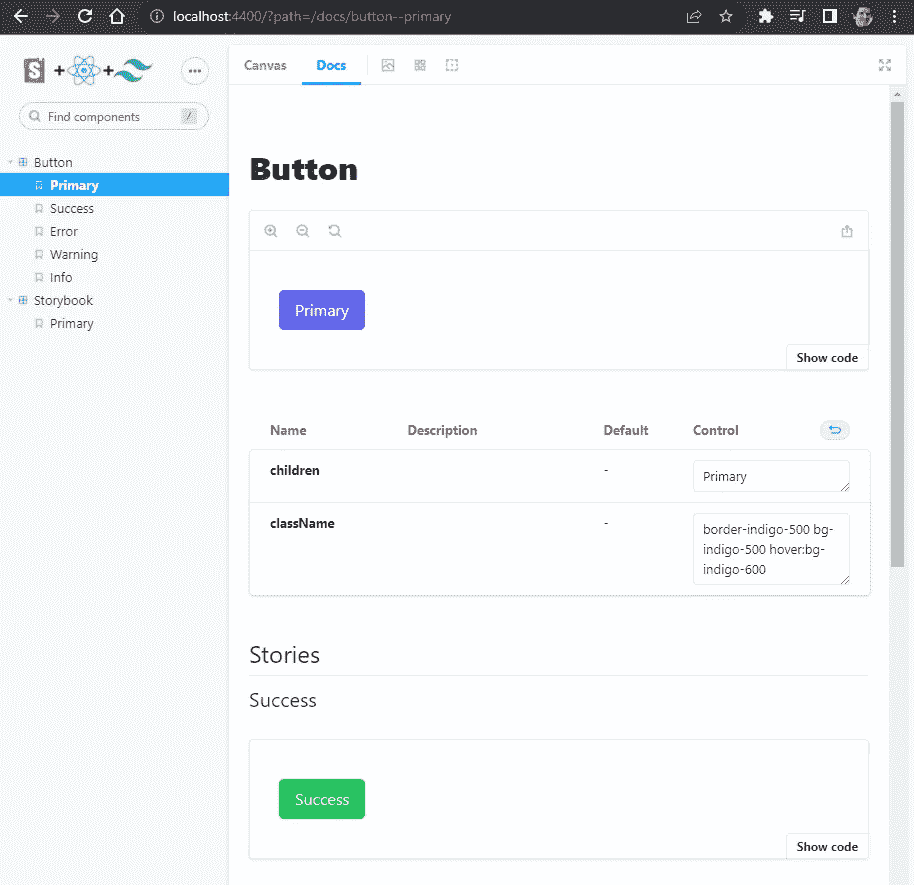 localhost:4400/?path=/docs/button--primary
S + +
Canvas Docs
Find components /
Button
Primary
Success
Error
Warning
Info
Storybook
Primary
Button
Primary
Show code
Name Description Default Control
children - Primary
className - border-indigo-500 bg-
indigo-500 hover:bg-
indigo-600
Stories
Success
Success
Show code